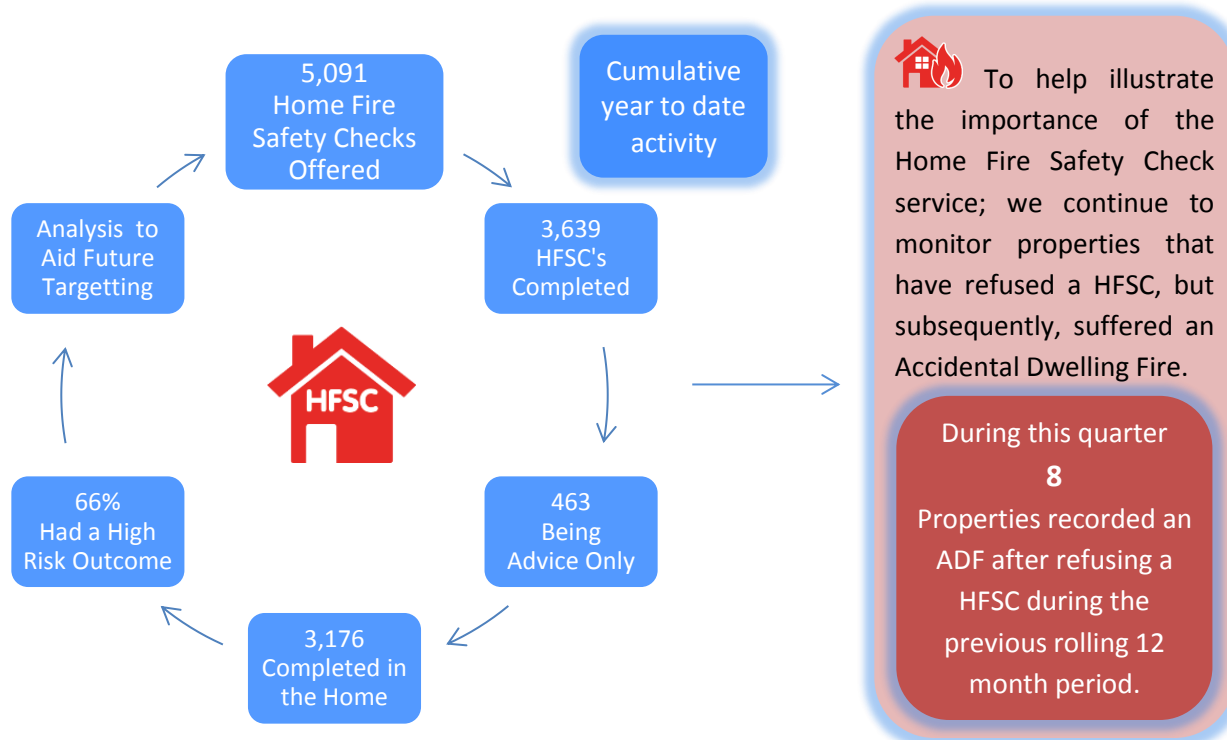 5,091
Home Fire
Safety Checks
Offered
Cumulative
year to date
activity
3,639
HFSC's
Completed
463
Being
Advice Only
3,176
Completed in
the Home
66%
Had a High
Risk Outcome
Analysis to
Aid Future
Targetting
HFSC
To help illustrate
the importance of the
Home Fire Safety Check
service; we continue to
monitor properties that
have refused a HFSC, but
subsequently, suffered an
Accidental Dwelling Fire.
During this quarter
8
Properties recorded an
ADF after refusing a
HFSC during the
previous rolling 12
month period.